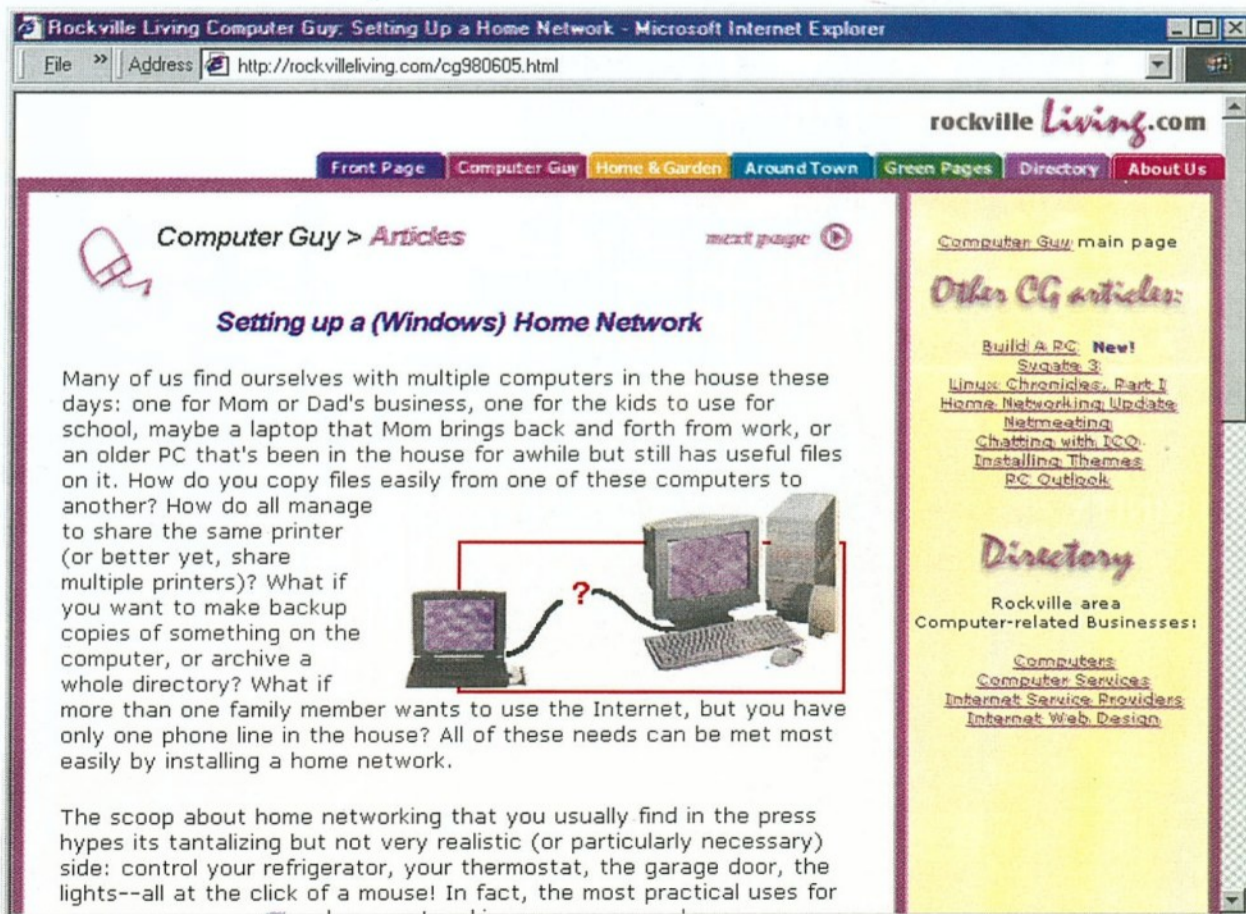 Rockville Living Computer Guy: Setting Up a Home Network - Microsoft Internet Explorer
File » Address http://rockvilleliving.com/cg980605.html
rockville Living.com
Front Page Computer Guy Home & Garden Around Town Green Pages Directory About Us
Computer Guy > Articles
next page
Setting up a (Windows) Home Network
Many of us find ourselves with multiple computers in the house these
days: one for Mom or Dad's business, one for the kids to use for
school, maybe a laptop that Mom brings back and forth from work, or
an older PC that's been in the house for awhile but still has useful files
on it. How do you copy files easily from one of these computers to
another? How do all manage
to share the same printer
(or better yet, share
multiple printers)? What if
you want to make backup
copies of something on the
computer, or archive a
whole directory? What if
?
more than one family member wants to use the Internet, but you have
only one phone line in the house? All of these needs can be met most
easily by installing a home network.
The scoop about home networking that you usually find in the press
hypes its tantalizing but not very realistic (or particularly necessary)
side: control your refrigerator, your thermostat, the garage door, the
lights--all at the click of a mouse! In fact, the most practical uses for
Computer Guy main page
Other CG articles:
Build A PC New!
Sygate 3
Linux Chronicles, Part I
Home Networking Update
Netmeeting
Chatting with ICQ
Installing Themes
PC Outlook
Directory
Rockville area
Computer-related Businesses:
Computers
Computer Services
Internet Service Providers
Internet Web Design